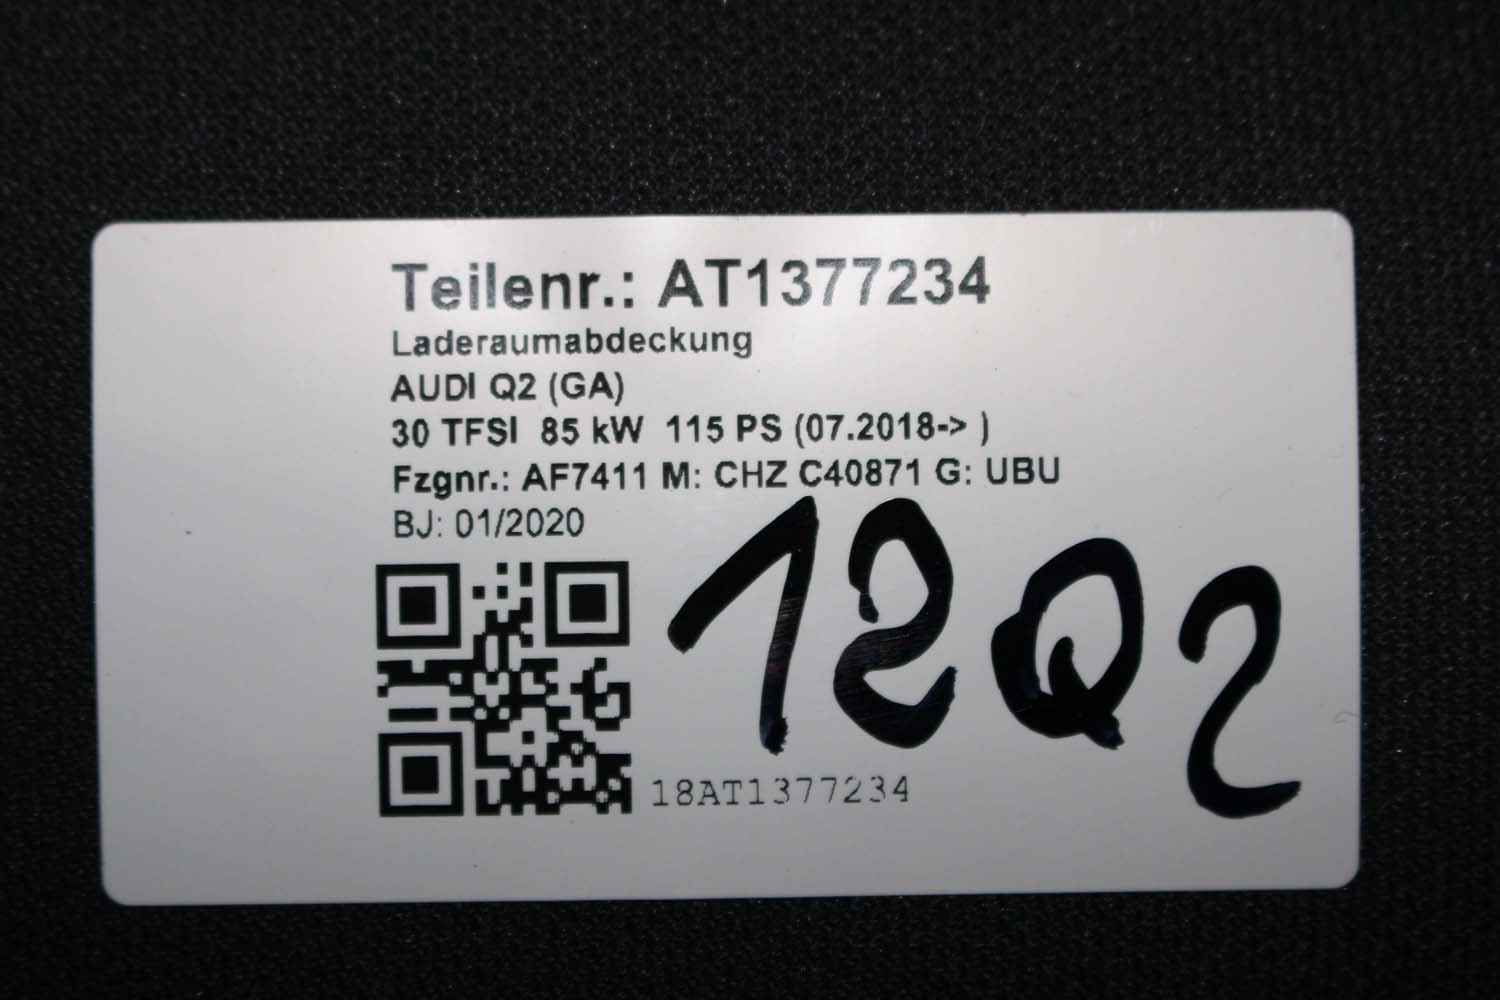 Teilenr.: AT1377234
Laderaumabdeckung
AUDI Q2 (GA)
30 TFSI 85 kW 115 PS (07.2018-> )
Fzgnr.: AF7411 M: CHZ C40871 G: UBU
BJ: 01/2020
12Q2
18AT1377234